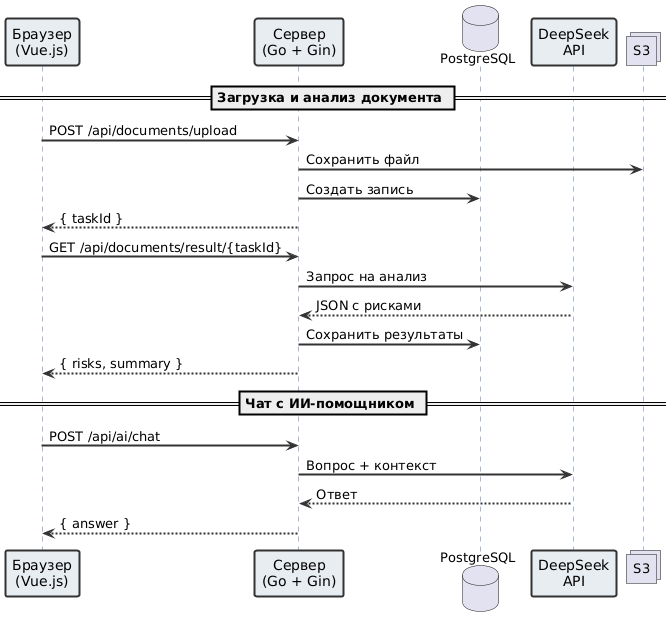 Браузер
(Vue.js)
Сервер
(Go + Gin)
PostgreSQL
DeepSeek
API
S3
Загрузка и анализ документа
POST /api/documents/upload
Сохранить файл
Создать запись
{ taskId }
GET /api/documents/result/{taskId}
Запрос на анализ
JSON с рисками
Сохранить результаты
{ risks, summary }
Чат с ИИ-помощником
POST /api/ai/chat
Вопрос + контекст
Ответ
{ answer }
Браузер
(Vue.js)
Сервер
(Go + Gin)
PostgreSQL
DeepSeek
API
S3